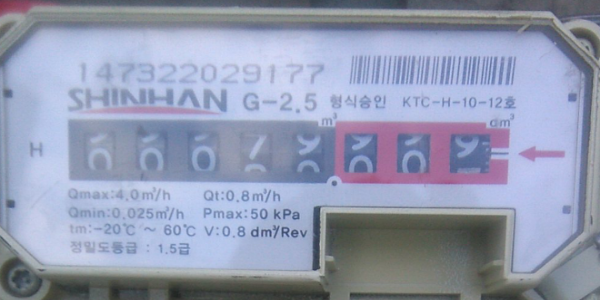 147322029177
SHINHAN G-2.5 형식승인 KTC-H-10-12호
m³ dm³
H
Qmax:4.0㎥/h Qt:0.8㎥/h
Qmin:0.025㎥/h Pmax:50 kPa
tm:-20℃ ~ 60℃ V:0.8 dm³/Rev
정밀도등급 : 1.5급